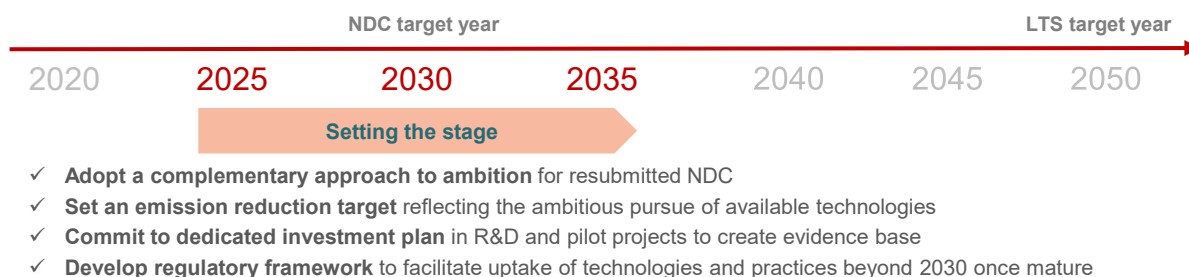 NDC target year LTS target year
2020 2025 2030 2035 2040 2045 2050
Setting the stage
✓ Adopt a complementary approach to ambition for resubmitted NDC
✓ Set an emission reduction target reflecting the ambitious pursue of available technologies
✓ Commit to dedicated investment plan in R&D and pilot projects to create evidence base
✓ Develop regulatory framework to facilitate uptake of technologies and practices beyond 2030 once mature